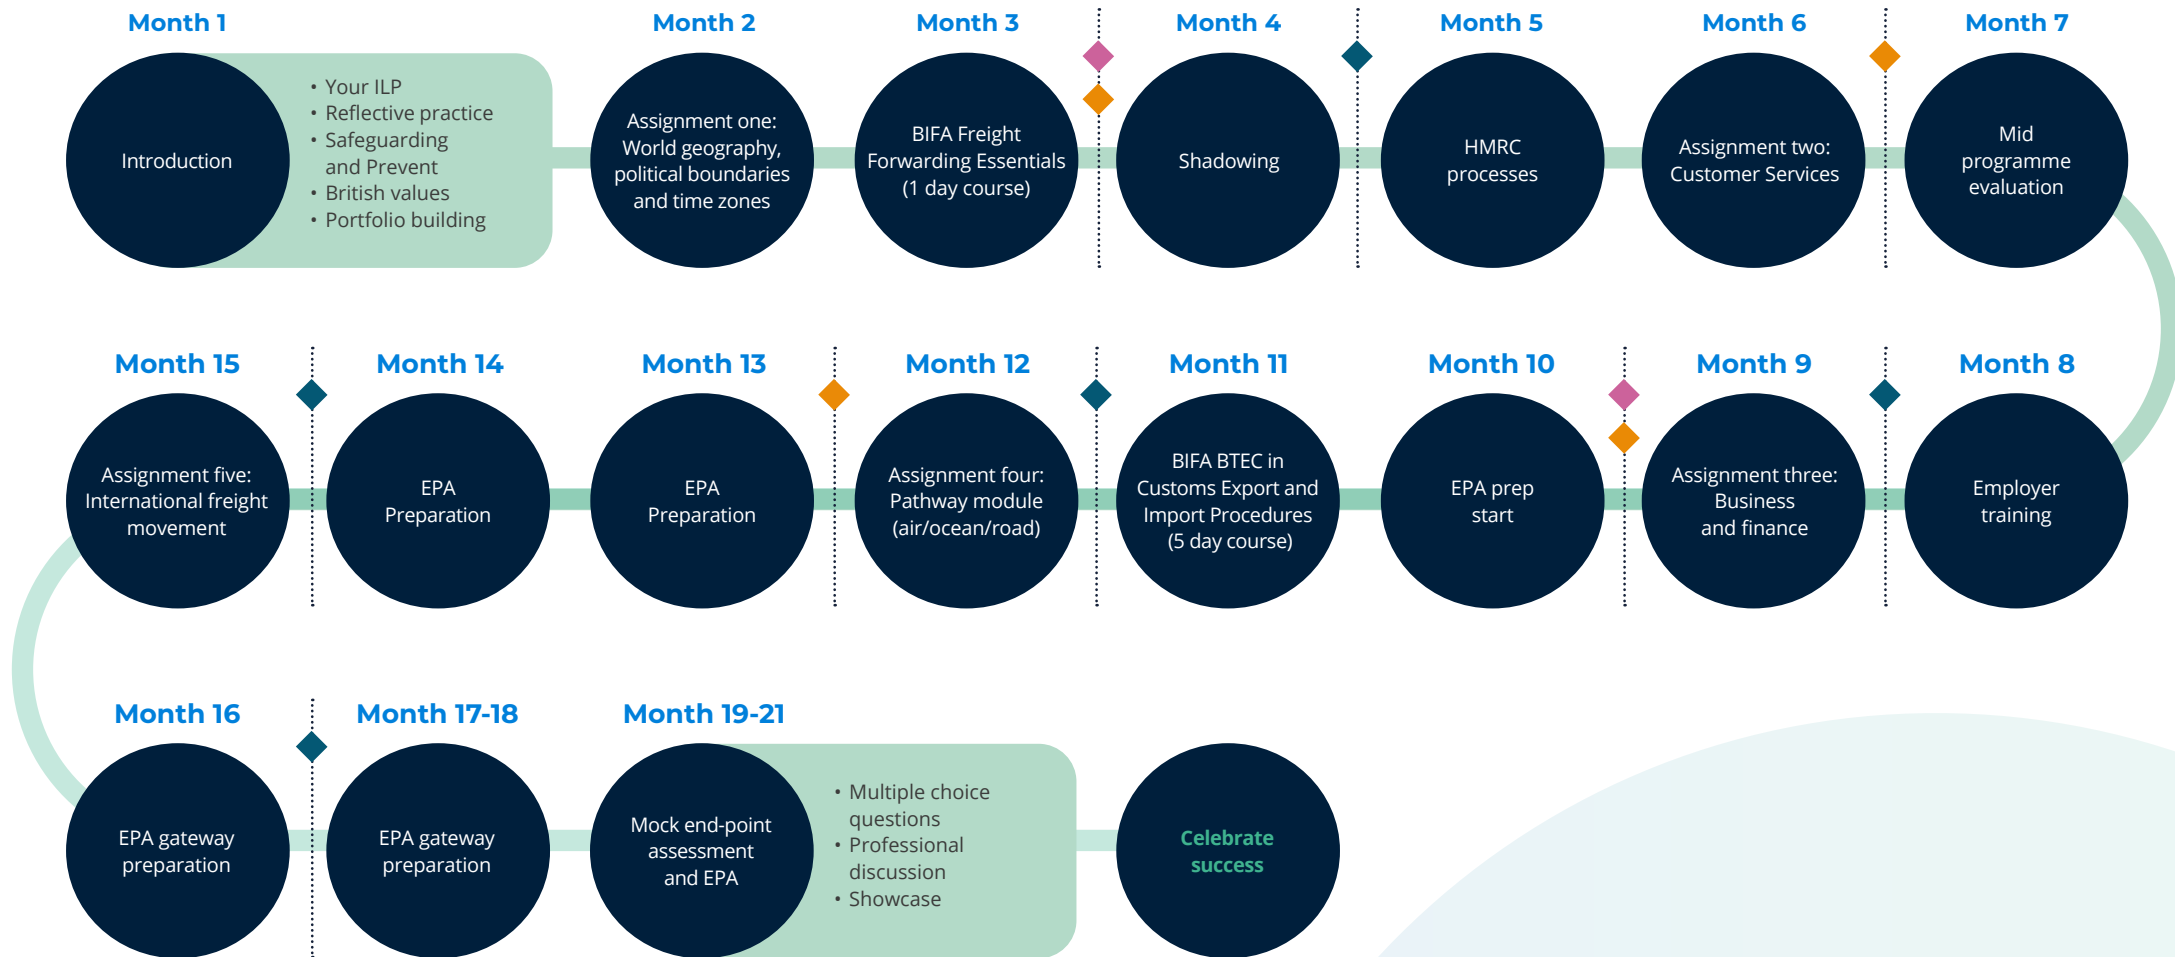 Month 1
Introduction
• Your ILP
• Reflective practice
• Safeguarding
and Prevent
• British values
• Portfolio building
Month 2
Assignment one:
World geography,
political boundaries
and time zones
Month 3
BIFA Freight
Forwarding Essentials
(1 day course)
Month 4
Shadowing
Month 5
HMRC
processes
Month 6
Assignment two:
Customer Services
Month 7
Mid
programme
evaluation
Month 8
Employer
training
Month 9
Assignment three:
Business
and finance
Month 10
EPA prep
start
Month 11
BIFA BTEC in
Customs Export and
Import Procedures
(5 day course)
Month 12
Assignment four:
Pathway module
(air/ocean/road)
Month 13
EPA
Preparation
Month 14
EPA
Preparation
Month 15
Assignment five:
International freight
movement
Month 16
EPA gateway
preparation
Month 17-18
EPA gateway
preparation
Month 19-21
Mock end-point
assessment
and EPA
• Multiple choice
questions
• Professional
discussion
• Showcase
Celebrate
success